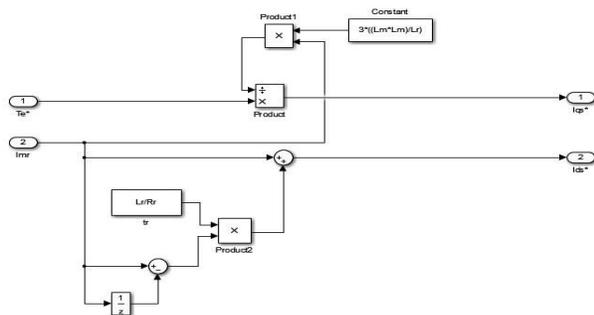 Product1
Constant
×
3*((Lm*Lm)/Lr)
÷
×
Product
1
Te*
1
Iqs*
2
Imr
++
2
Ids*
Lr/Rr
tr
×
Product2
+−
1
z